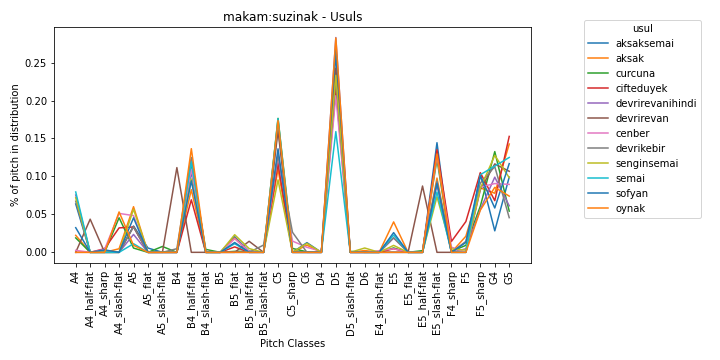 makam:suzinak - Usuls
% of pitch in distribution
0.25
0.20
0.15
0.10
0.05
0.00
A4
A4_half-flat
A4_sharp
A4_slash-flat
A5
A5_flat
A5_slash-flat
B4
B4_half-flat
B4_slash-flat
B5
B5_flat
B5_half-flat
B5_slash-flat
C5
C5_sharp
C6
D4
D5
D5_slash-flat
D6
E4_slash-flat
E5
E5_flat
E5_half-flat
E5_slash-flat
F4_sharp
F5
F5_sharp
G4
G5
Pitch Classes
usul
aksaksemai
aksak
curcuna
cifteduyek
devrirevanihindi
devrirevan
cenber
devrikebir
senginsemai
semai
sofyan
oynak